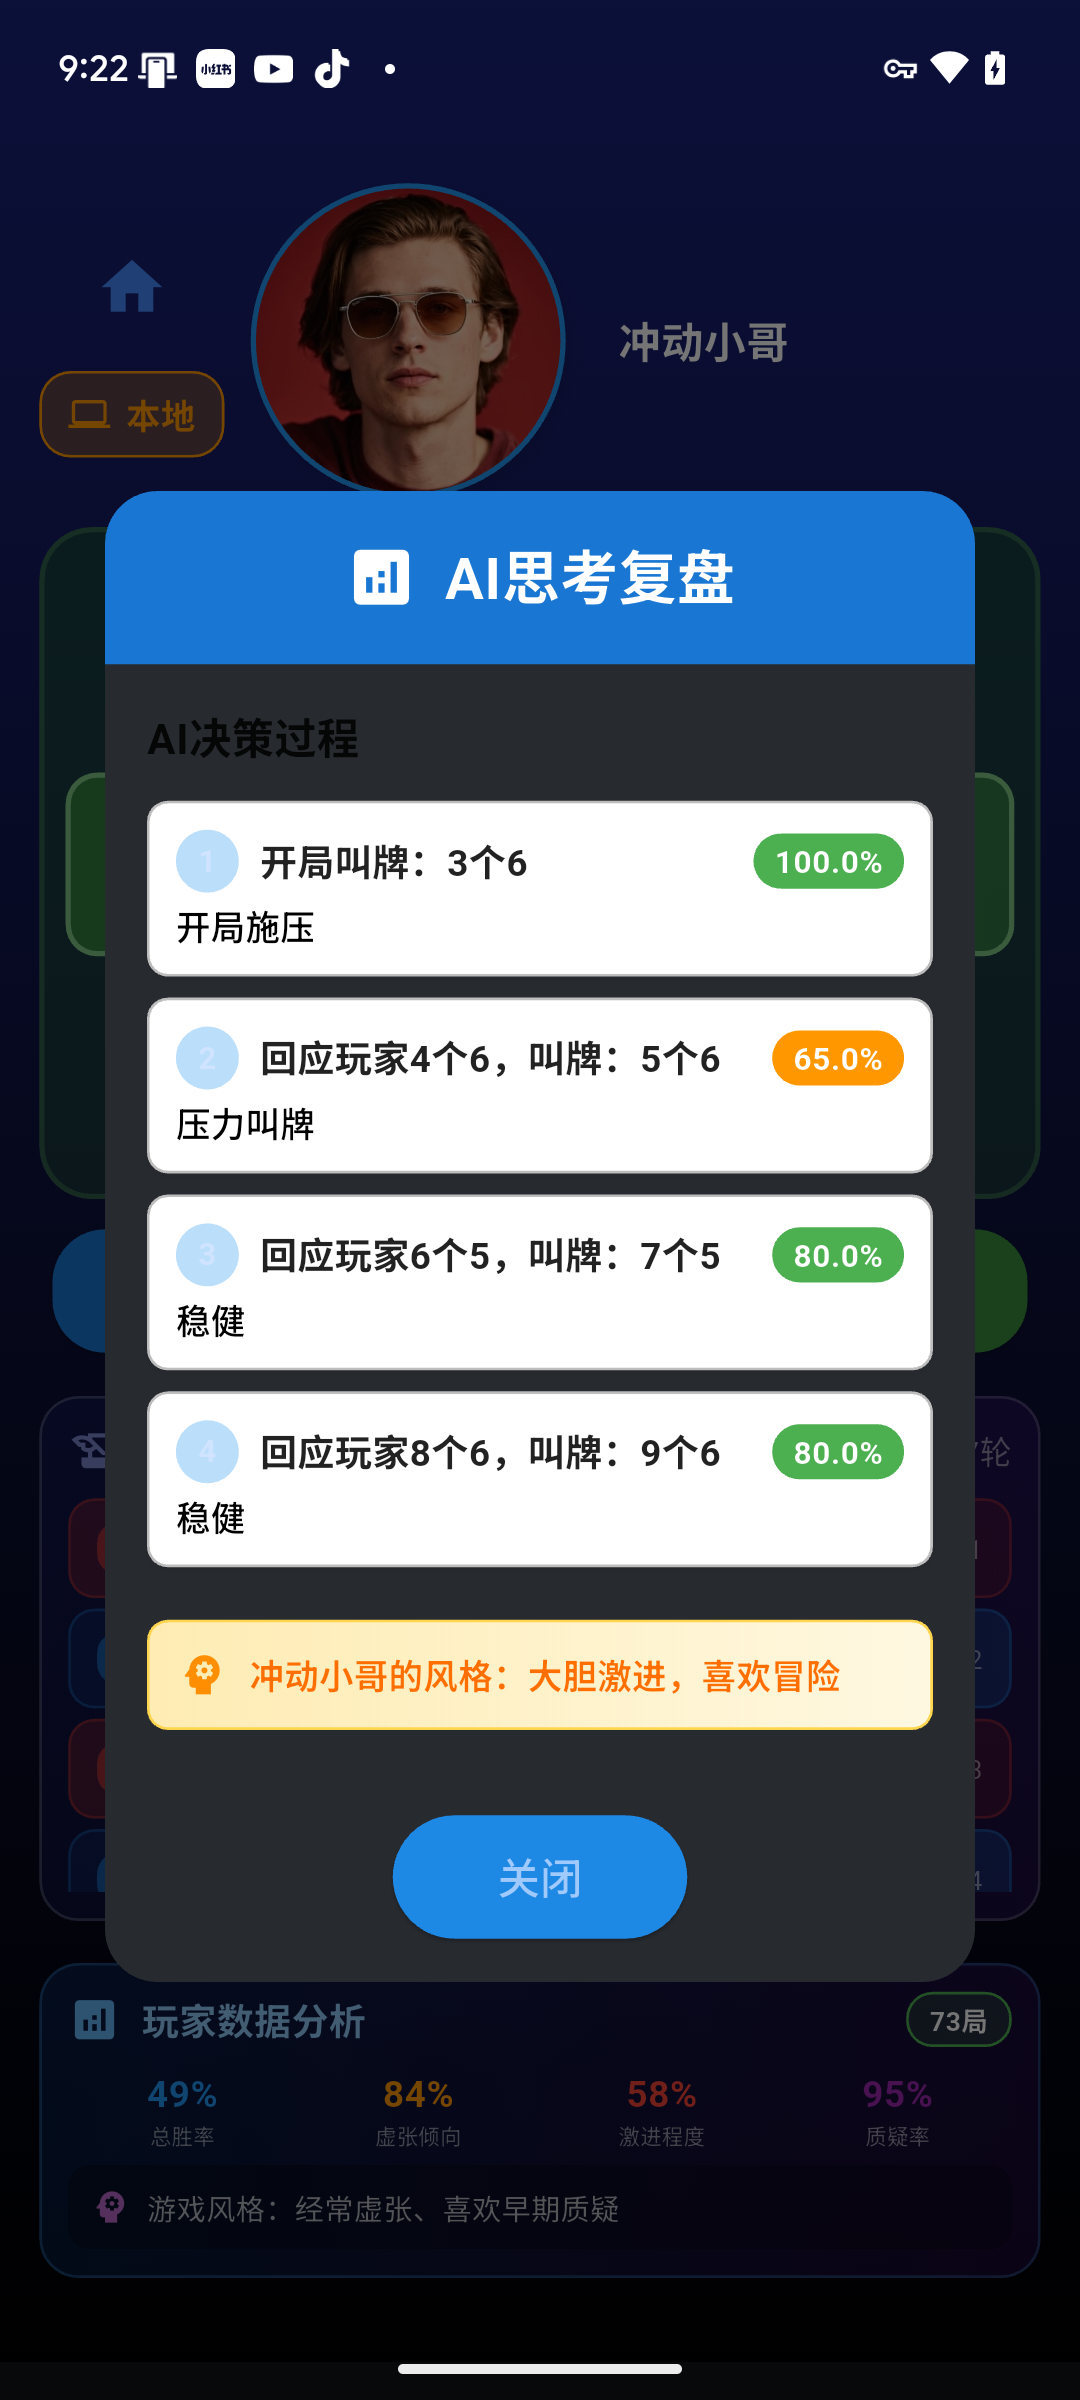 9:22
小红书
冲动小哥
本地
AI思考复盘
AI决策过程
1 开局叫牌：3个6 100.0%
开局施压
2 回应玩家4个6，叫牌：5个6 65.0%
压力叫牌
3 回应玩家6个5，叫牌：7个5 80.0%
稳健
4 回应玩家8个6，叫牌：9个6 80.0%
稳健
轮
2
3
4
冲动小哥的风格：大胆激进，喜欢冒险
关闭
玩家数据分析 73局
49% 84% 58% 95%
总胜率 虚张倾向 激进程度 质疑率
游戏风格：经常虚张、喜欢早期质疑